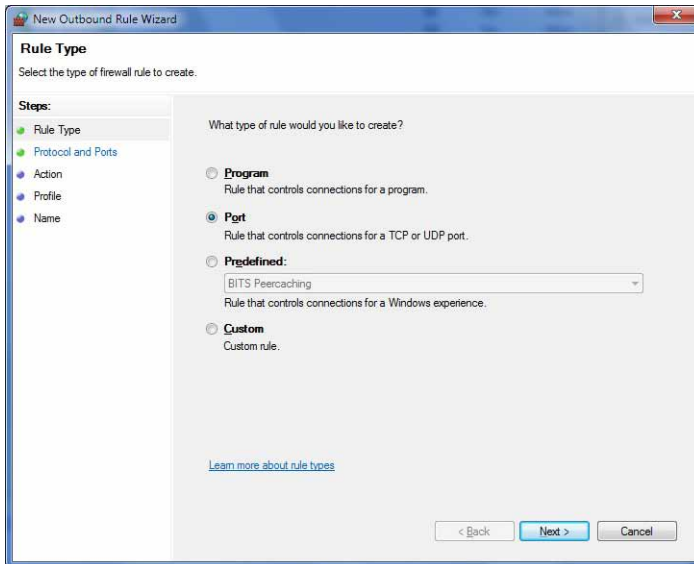 New Outbound Rule Wizard
Rule Type
Select the type of firewall rule to create.
Steps:
Rule Type
Protocol and Ports
Action
Profile
Name
What type of rule would you like to create?
Program
Rule that controls connections for a program.
Port
Rule that controls connections for a TCP or UDP port.
Predefined:
BITS Peercaching
Rule that controls connections for a Windows experience.
Custom
Custom rule.
Learn more about rule types
< Back
Next >
Cancel